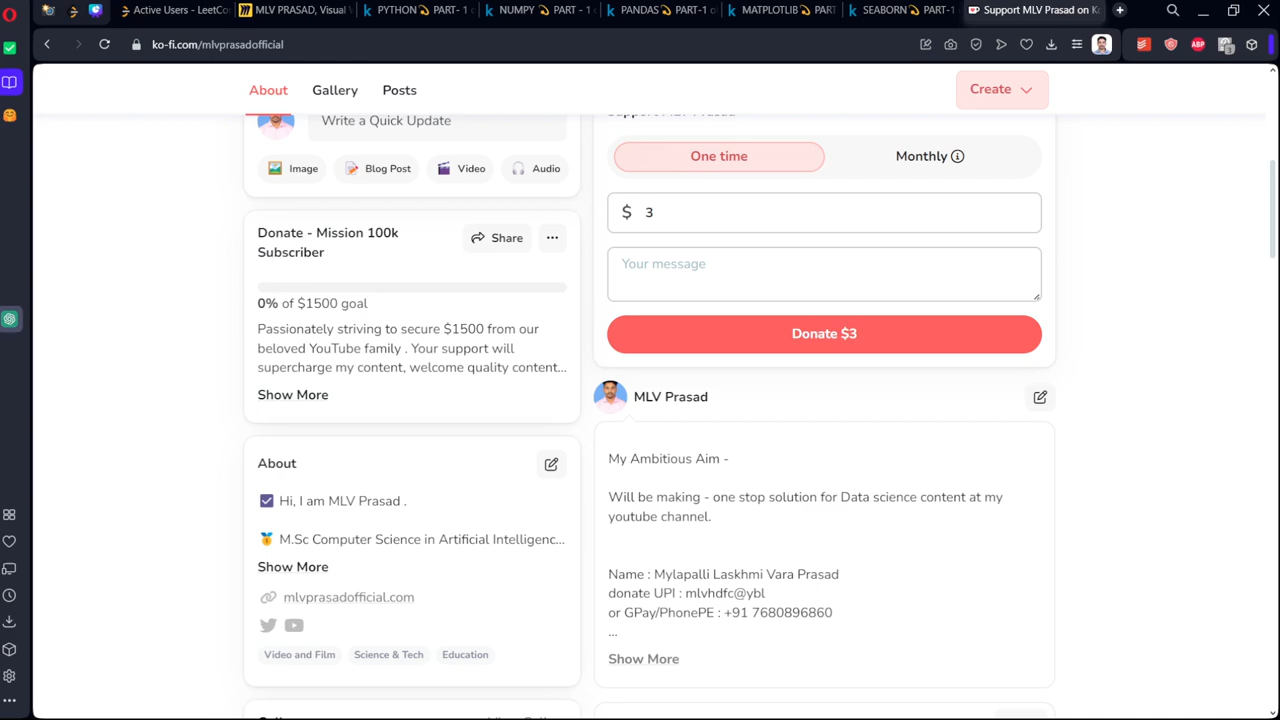 Active Users - LeetCo
MLV PRASAD, Visual
PYTHON PART- 1
NUMPY PART - 1
PANDAS PART-1 o
MATPLOTLIB PART
SEABORN PART-1
Support MLV Prasad on K
ko-fi.com/mlvprasadofficial
ABP
About
Gallery
Posts
Create
Write a Quick Update
Image
Blog Post
Video
Audio
Donate - Mission 100k
Subscriber
Share
0% of $1500 goal
Passionately striving to secure $1500 from our
beloved YouTube family . Your support will
supercharge my content, welcome quality content...
Show More
About
Hi, I am MLV Prasad .
M.Sc Computer Science in Artificial Intelligenc...
Show More
mlvprasadofficial.com
Video and Film
Science & Tech
Education
Support MLV Prasad
One time
Monthly
$ 3
Your message
Donate $3
MLV Prasad
My Ambitious Aim -
Will be making - one stop solution for Data science content at my
youtube channel.
Name : Mylapalli Laskhmi Vara Prasad
donate UPI : mlvhdfc@ybl
or GPay/PhonePE : +91 7680896860
...
Show More